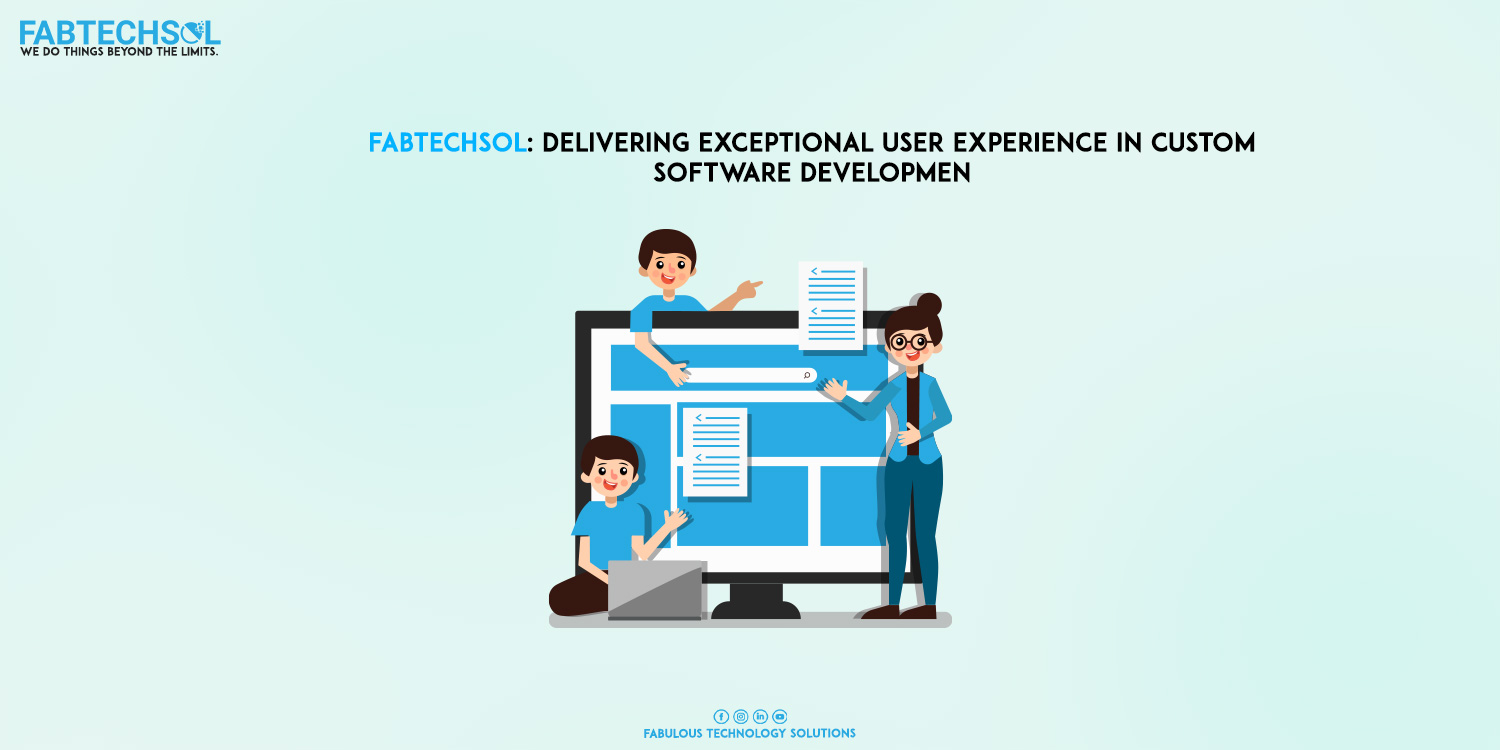 FABTECHSOL
WE DO THINGS BEYOND THE LIMITS.
FABTECHSOL: DELIVERING EXCEPTIONAL USER EXPERIENCE IN CUSTOM
SOFTWARE DEVELOPMEN
FABULOUS TECHNOLOGY SOLUTIONS